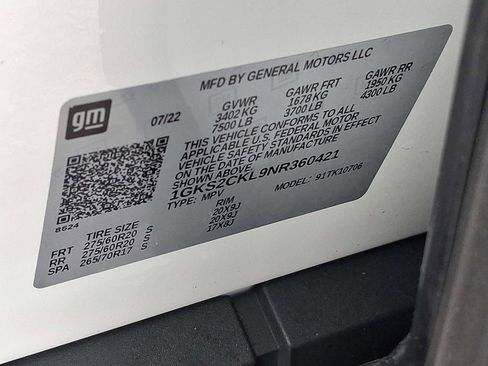 gm
07/22
MFD BY GENERAL MOTORS LLC
GVWR GAWR FRT GAWR RR
3402 KG 1678 KG 1950 KG
7500 LB 3700 LB 4300 LB
THIS VEHICLE CONFORMS TO ALL
APPLICABLE U.S. FEDERAL MOTOR
VEHICLE SAFETY STANDARDS IN EFFECT
ON THE DATE OF MANUFACTURE
SHOWN ABOVE.
1GKS2CKL9NR360421
TYPE: MPV MODEL: 91TK10706
8624
TIRE SIZE RIM
FRT 275/60R20 S 20X9J
RR 275/60R20 S 20X9J
SPA 265/70R17 S 17X8J